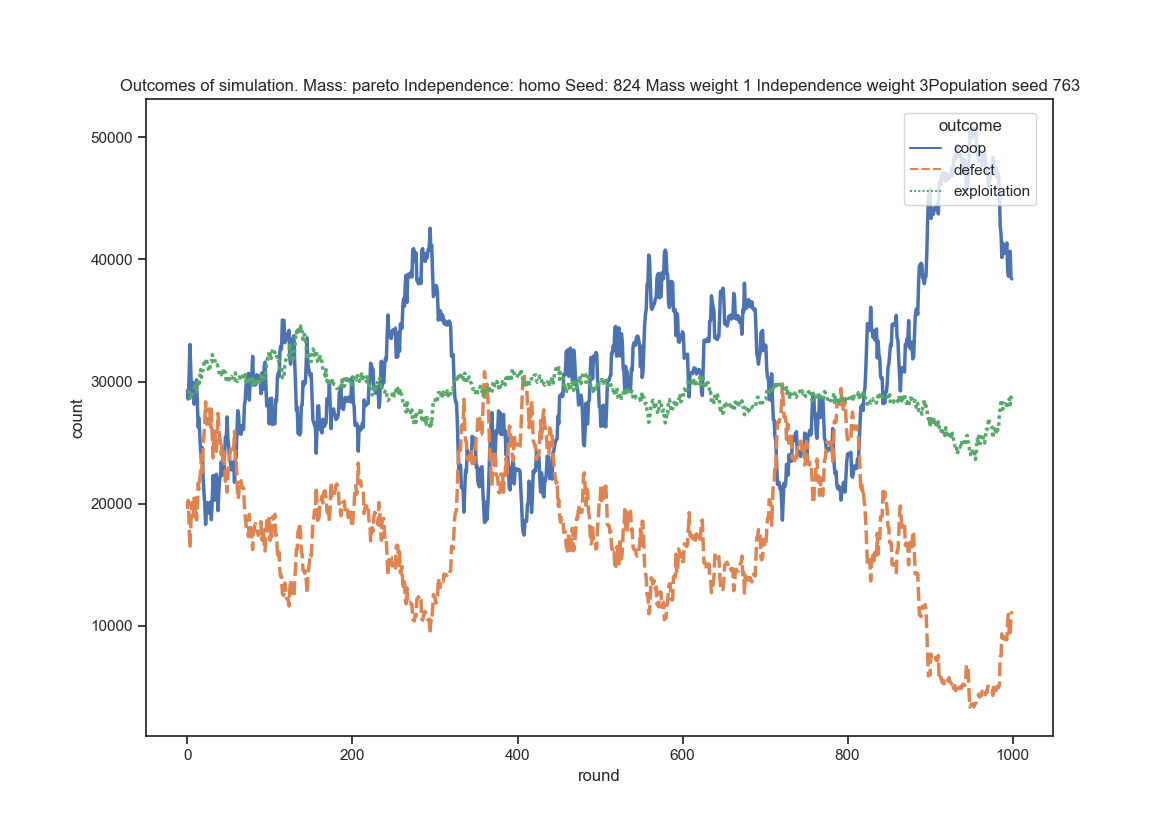 Outcomes of simulation. Mass: pareto Independence: homo Seed: 824 Mass weight 1 Independence weight 3Population seed 763
outcome
coop
defect
exploitation
50000
40000
30000
20000
10000
count
0 200 400 600 800 1000
round